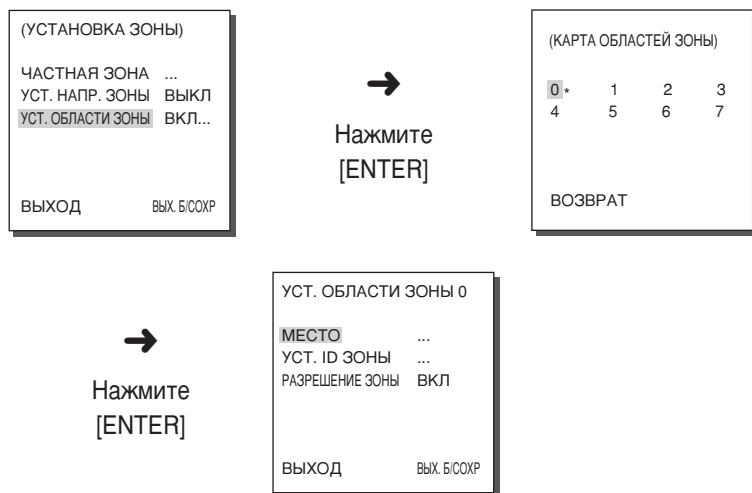 (УСТАНОВКА ЗОНЫ)
ЧАСТНАЯ ЗОНА ...
УСТ. НАПР. ЗОНЫ ВЫКЛ
УСТ. ОБЛАСТИ ЗОНЫ ВКЛ...
ВЫХОД ВЫХ. Б/СОХР
➜
Нажмите
[ENTER]
(КАРТА ОБЛАСТЕЙ ЗОНЫ)
0* 1 2 3
4 5 6 7
ВОЗВРАТ
➜
Нажмите
[ENTER]
УСТ. ОБЛАСТИ ЗОНЫ 0
МЕСТО ...
УСТ. ID ЗОНЫ ...
РАЗРЕШЕНИЕ ЗОНЫ ВКЛ
ВЫХОД ВЫХ. Б/СОХР